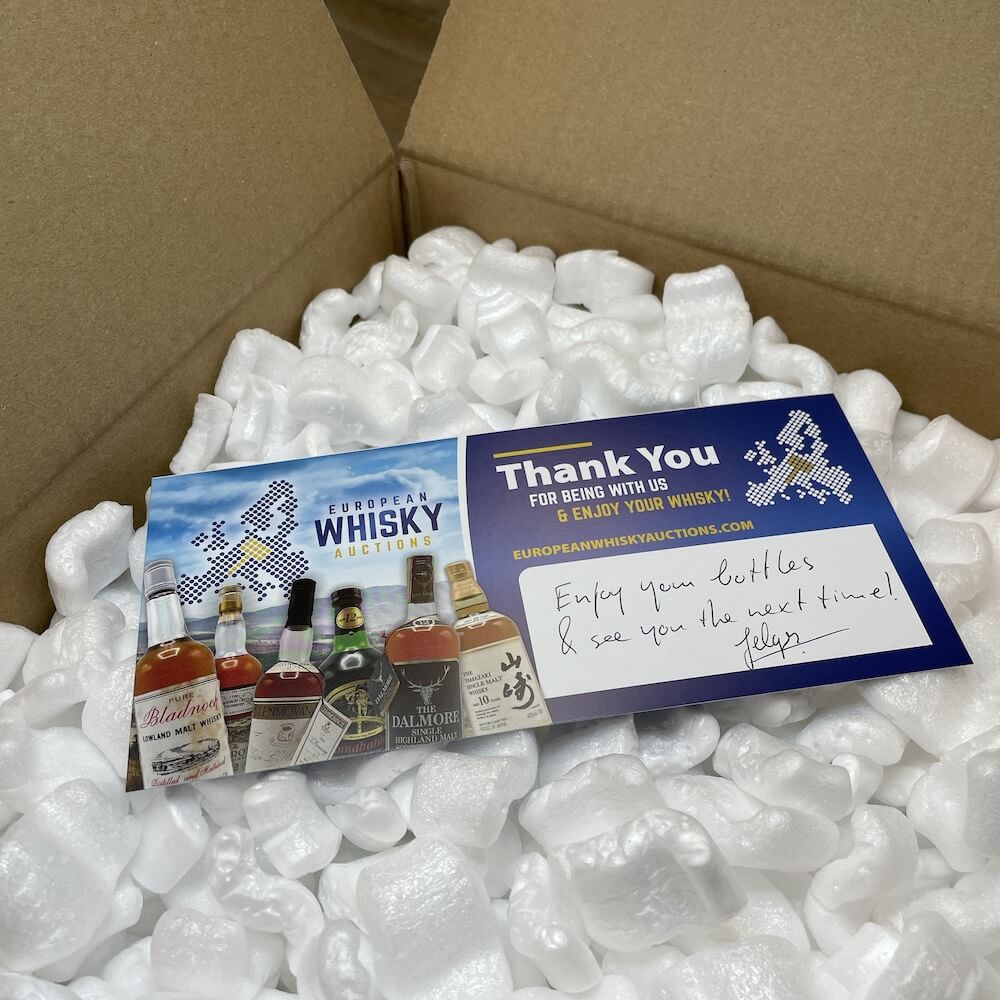 EUROPEAN
WHISKY
AUCTIONS
Thank You
FOR BEING WITH US
& ENJOY YOUR WHISKY!
EUROPEANWHISKYAUCTIONS.COM
Enjoy your bottles
& see you the next time!
PURE
Bladnoch
LOWLAND MALT WHISKY
Distilled and Matured
GLENMORANGIE
12
DALMORE
THE
DALMORE
SINGLE
HIGHLAND MALT
THE
YAMAZAKI
SINGLE MALT
WHISKY
10
山崎